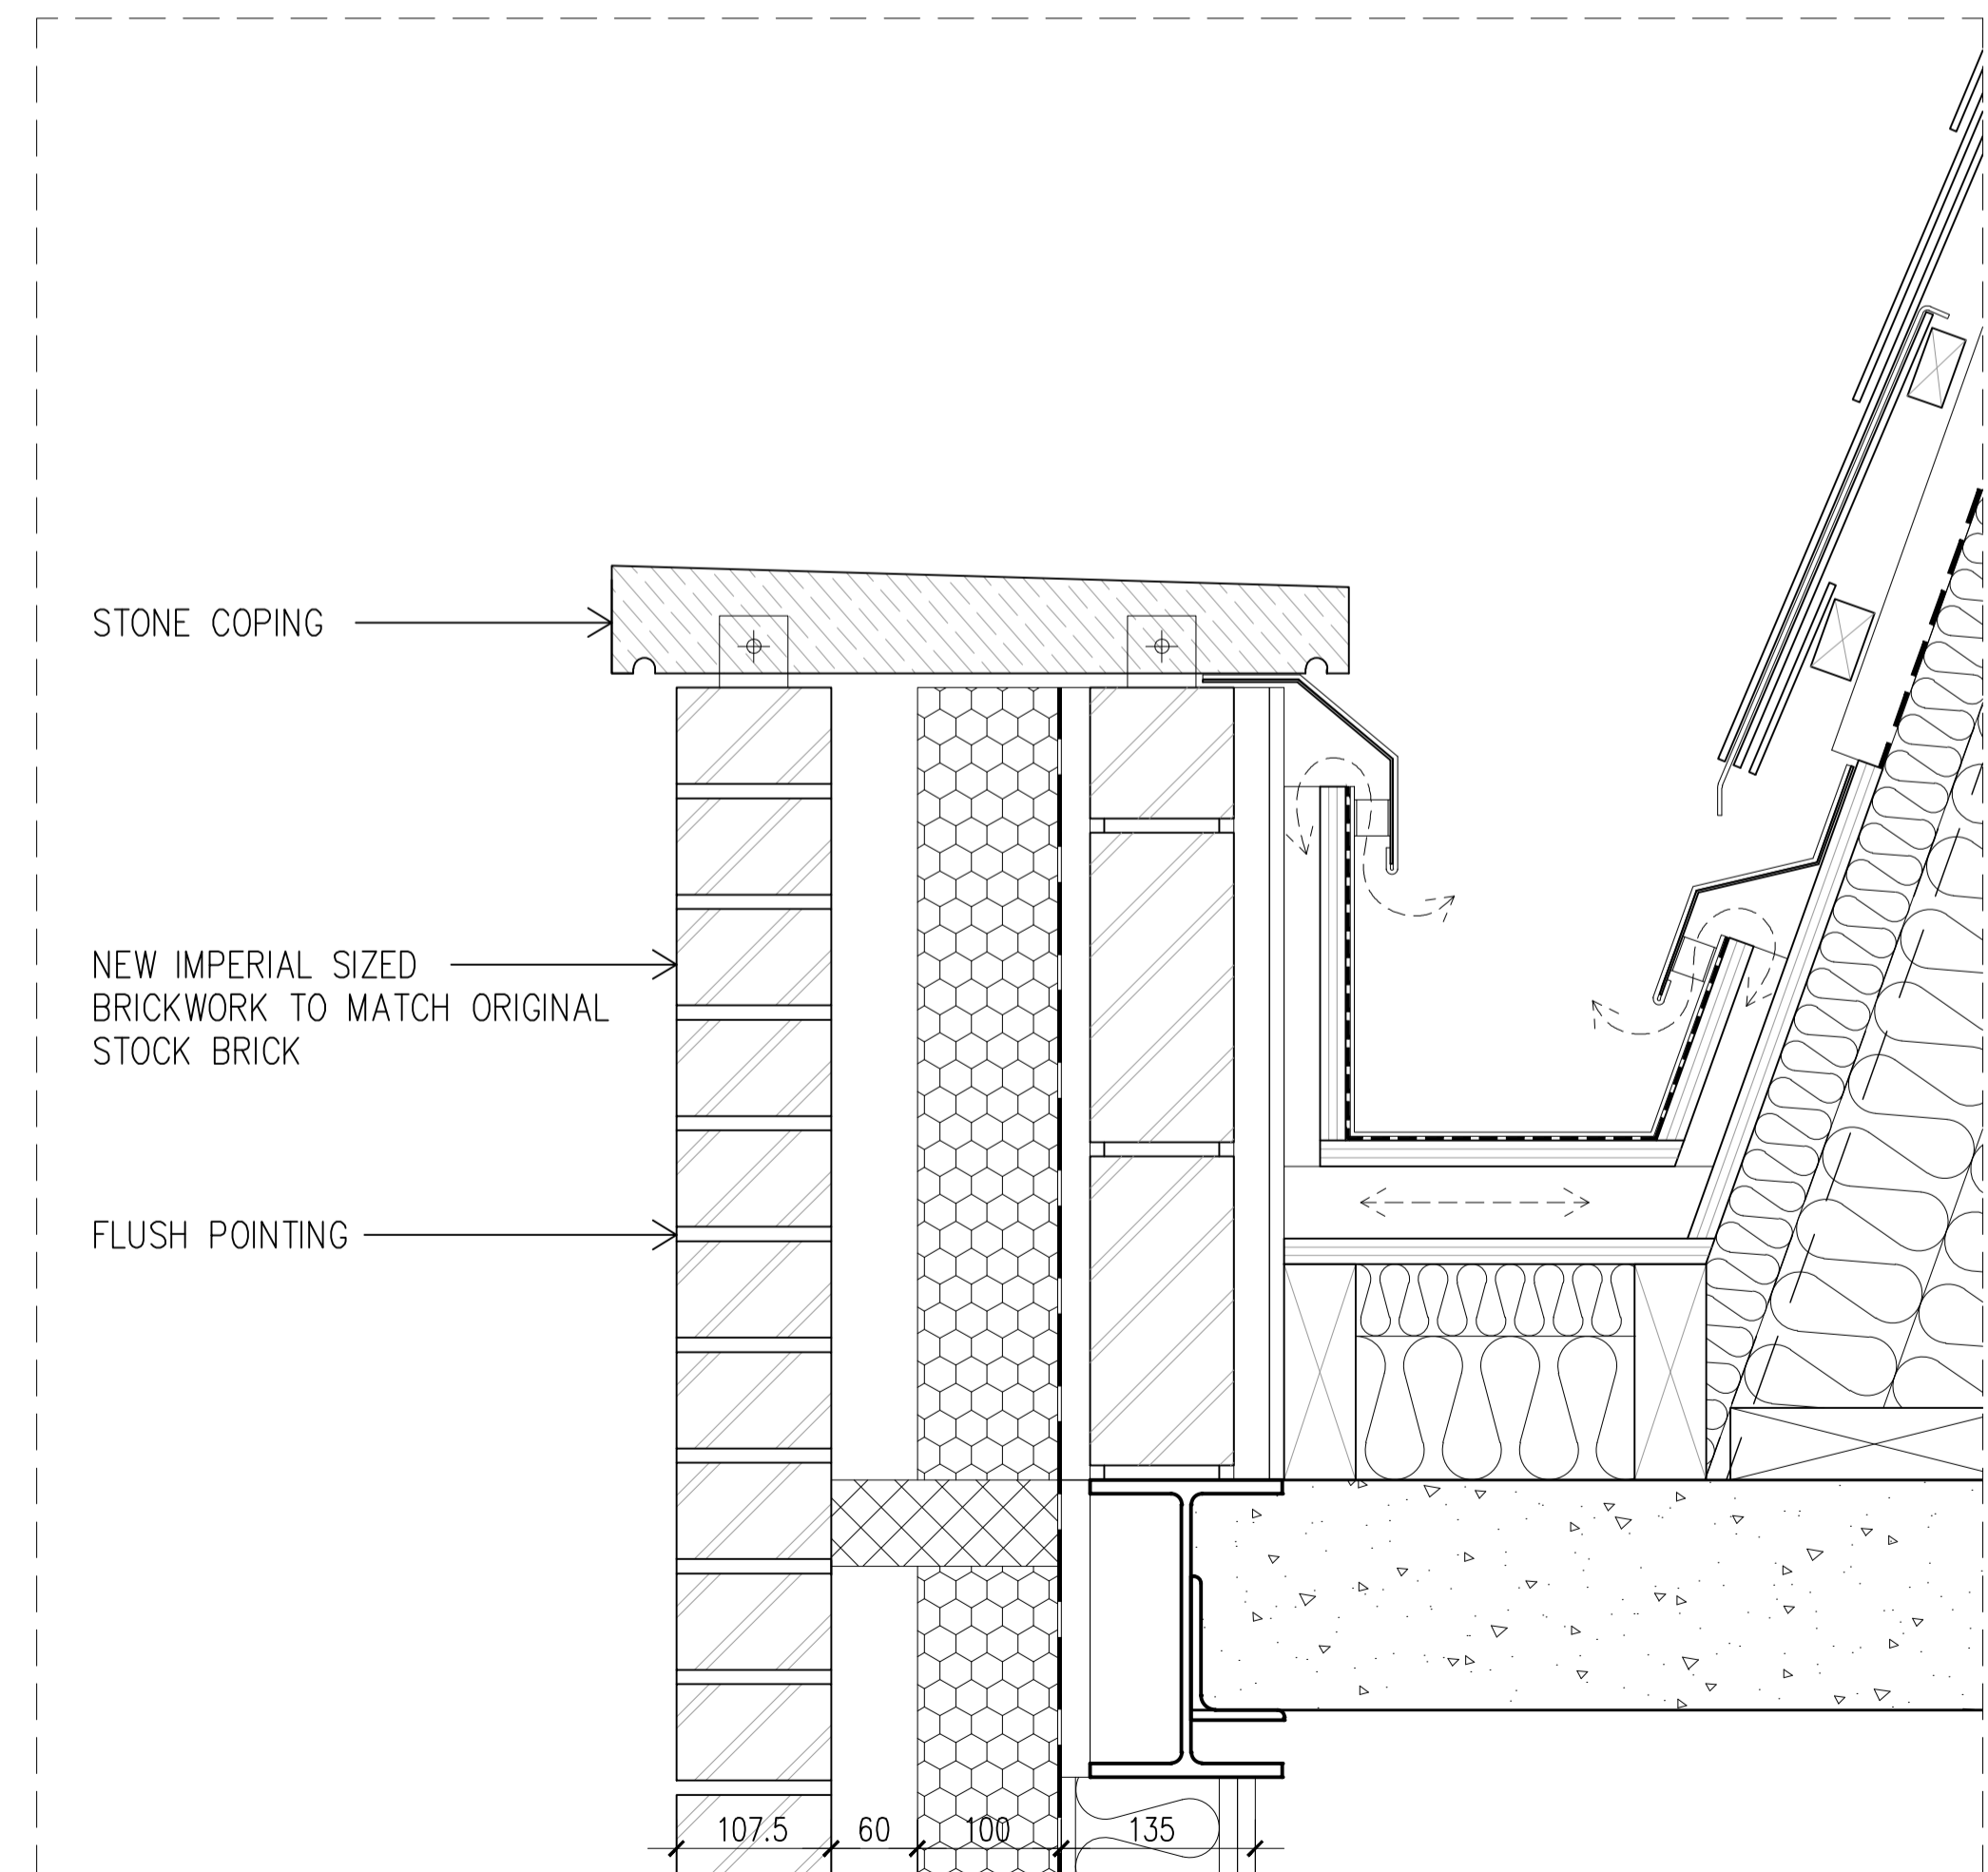 STONE COPING
NEW IMPERIAL SIZED
BRICKWORK TO MATCH ORIGINAL
STOCK BRICK
FLUSH POINTING
107.5 60 100 135